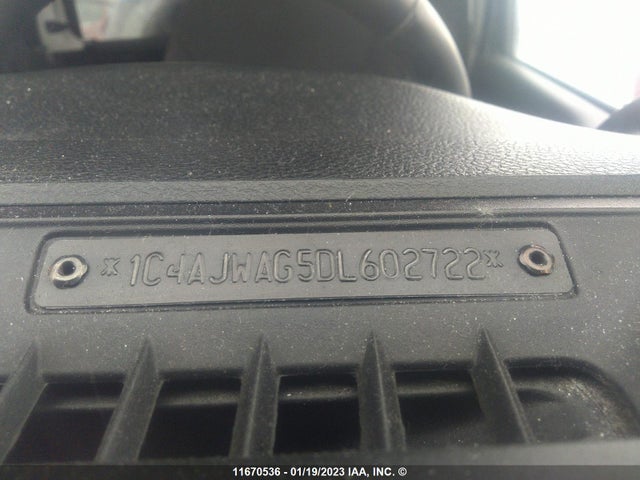 *1C4AJWAG5DL602722*
11670536 - 01/19/2023 IAA, INC. ©